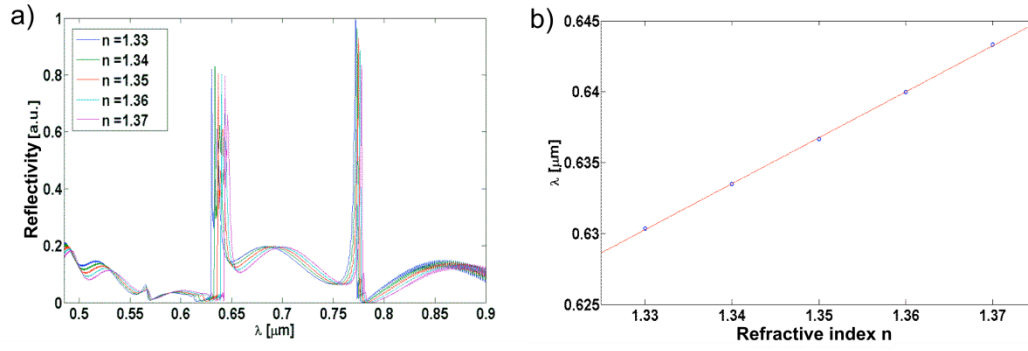 a)
1
0.8
0.6
0.4
0.2
0
Reflectivity [a.u.]
n =1.33
n =1.34
n =1.35
n =1.36
n =1.37
0.5 0.55 0.6 0.65 0.7 0.75 0.8 0.85 0.9
λ [μm]
b)
0.645
0.64
0.635
0.63
0.625
λ [μm]
1.33 1.34 1.35 1.36 1.37
Refractive index n